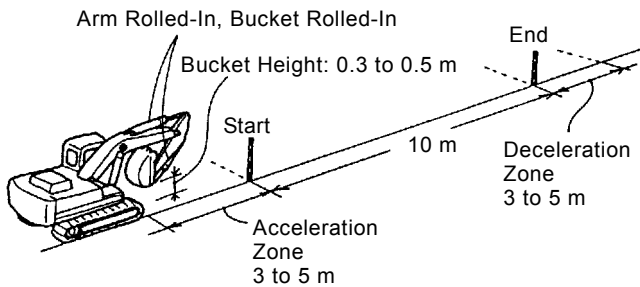 Arm Rolled-In, Bucket Rolled-In
Bucket Height: 0.3 to 0.5 m
End
Start
10 m
Deceleration
Zone
3 to 5 m
Acceleration
Zone
3 to 5 m